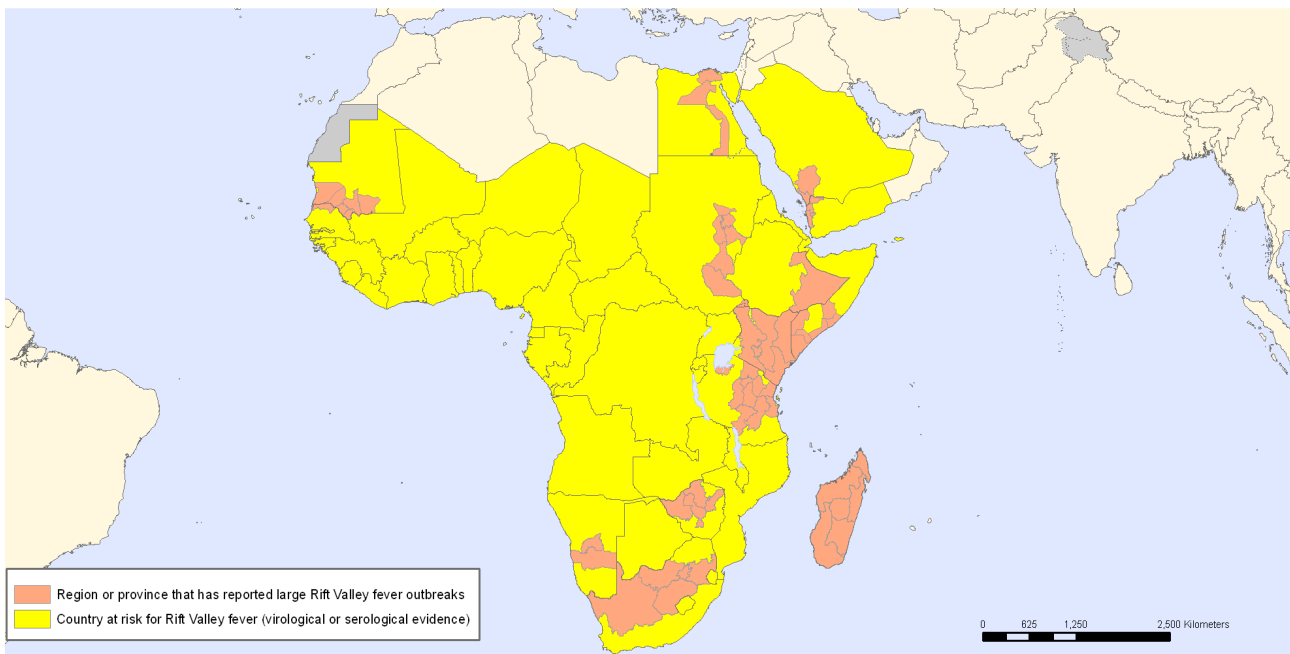 Region or province that has reported large Rift Valley fever outbreaks
Country at risk for Rift Valley fever (virological or serological evidence)
0 625 1,250 2,500 Kilometers